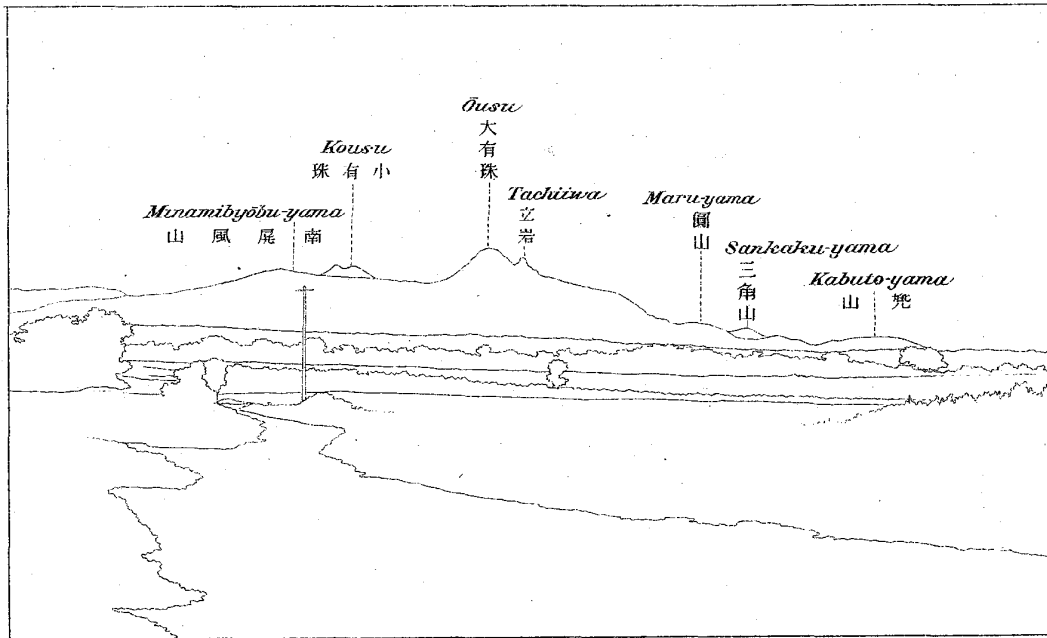 Ōusu
大有珠
Kousu
小有珠
Tachiiwa
立岩
Minamibyōbu-yama
南屏風山
Maru-yama
圓山
Sankaku-yama
三角山
Kabuto-yama
兜山